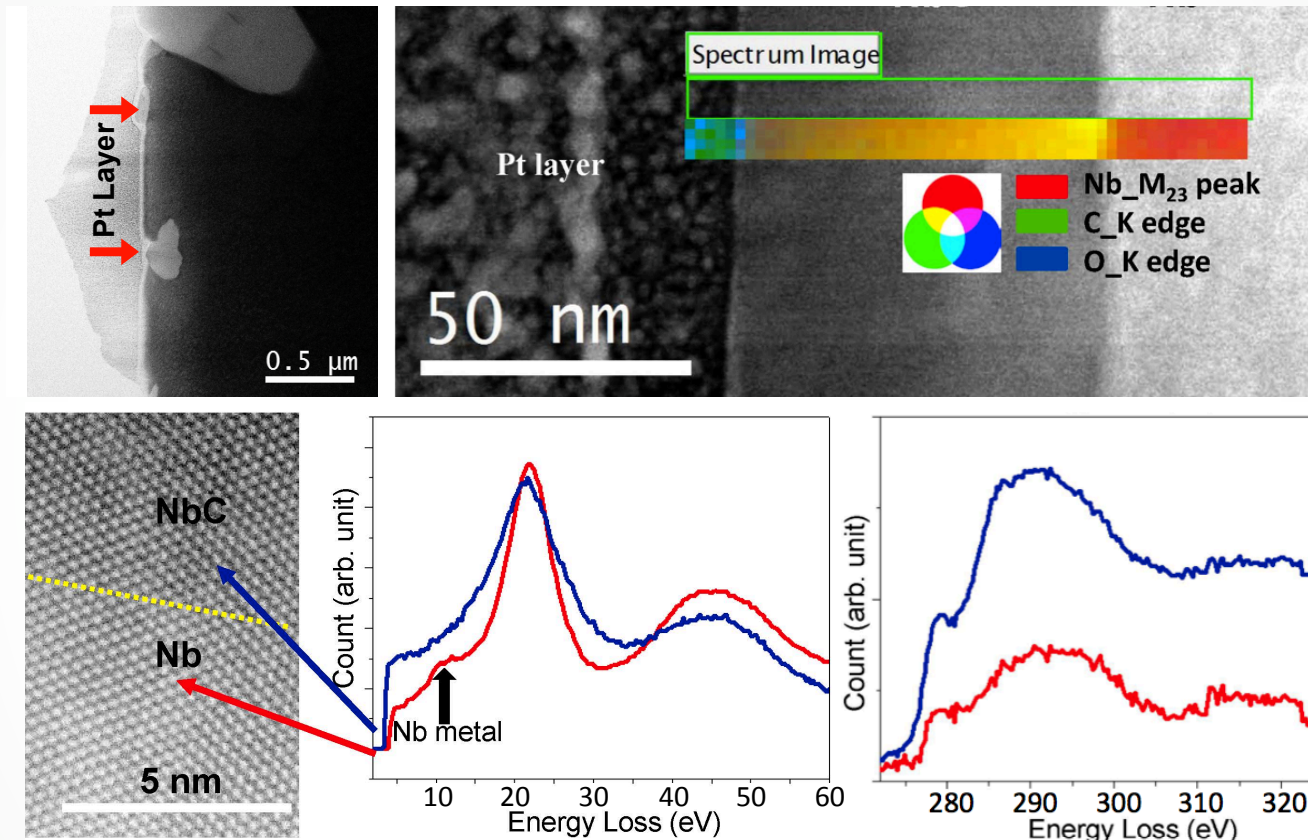 Pt Layer
0.5 µm
Spectrum Image
Pt layer
50 nm
Nb_M₂₃ peak
C_K edge
O_K edge
NbC
Nb
5 nm
Count (arb. unit)
Nb metal
10 20 30 40 50 60
Energy Loss (eV)
Count (arb. unit)
280 290 300 310 320
Energy Loss (eV)